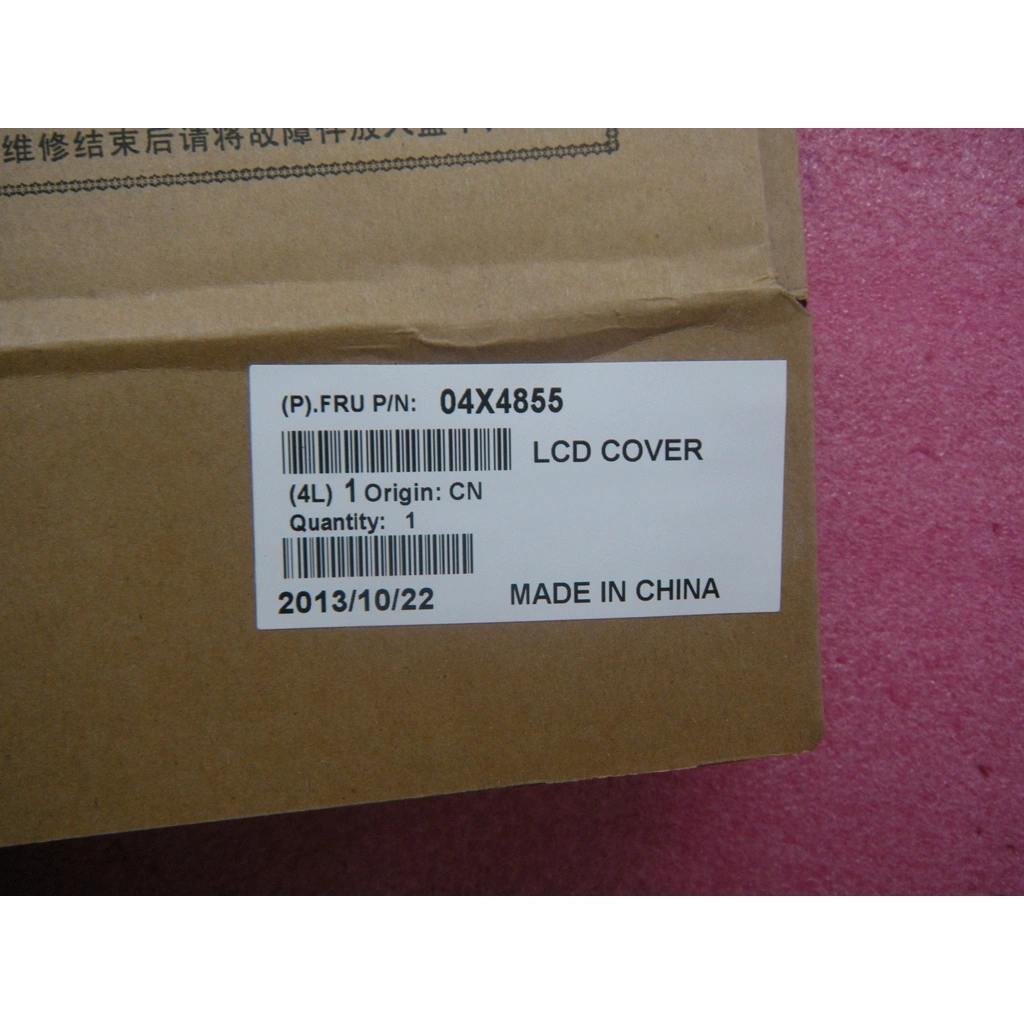 维修结束后请将故障件放入盒
(P).FRU P/N: 04X4855
LCD COVER
(4L) 1 Origin: CN
Quantity: 1
2013/10/22
MADE IN CHINA